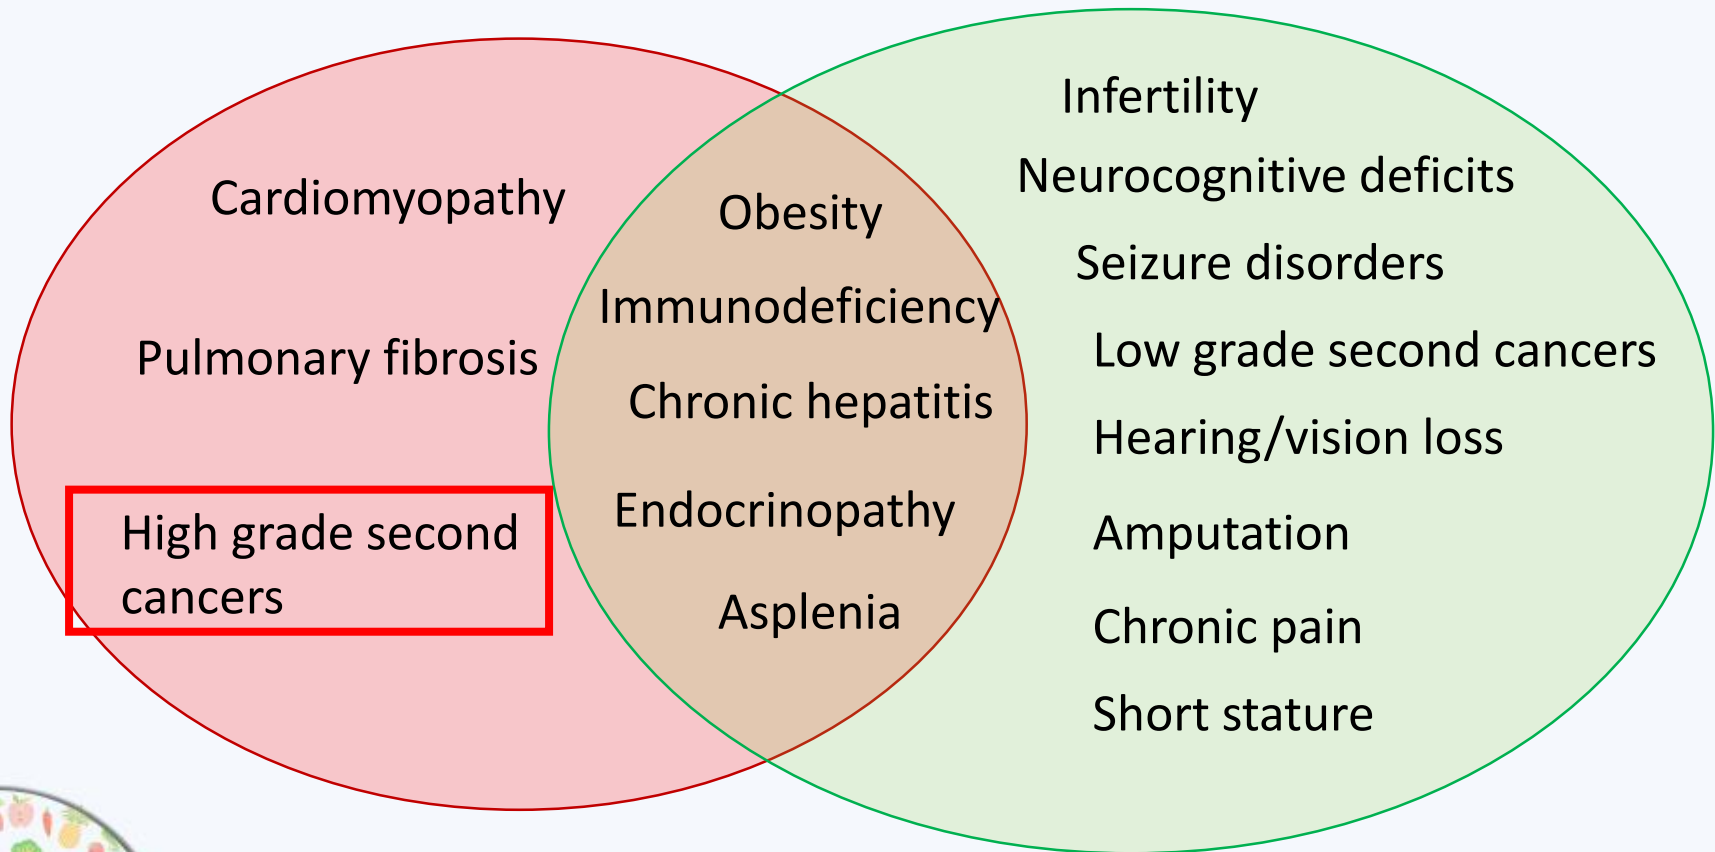 Cardiomyopathy
Pulmonary fibrosis
High grade second
cancers
Obesity
Immunodeficiency
Chronic hepatitis
Endocrinopathy
Asplenia
Infertility
Neurocognitive deficits
Seizure disorders
Low grade second cancers
Hearing/vision loss
Amputation
Chronic pain
Short stature